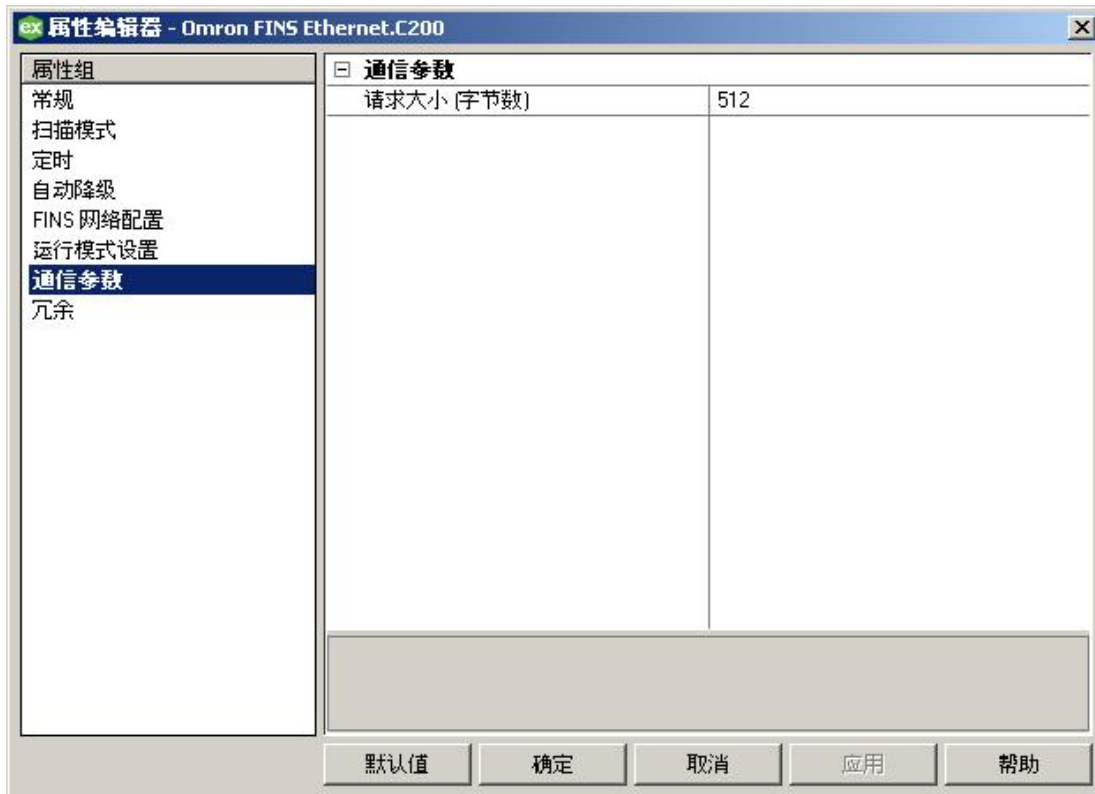 ex 属性编辑器 - Omron FINS Ethernet.C200
属性组
常规
扫描模式
定时
自动降级
FINS 网络配置
运行模式设置
通信参数
冗余
通信参数
请求大小 (字节数) 512
默认值 确定 取消 应用 帮助